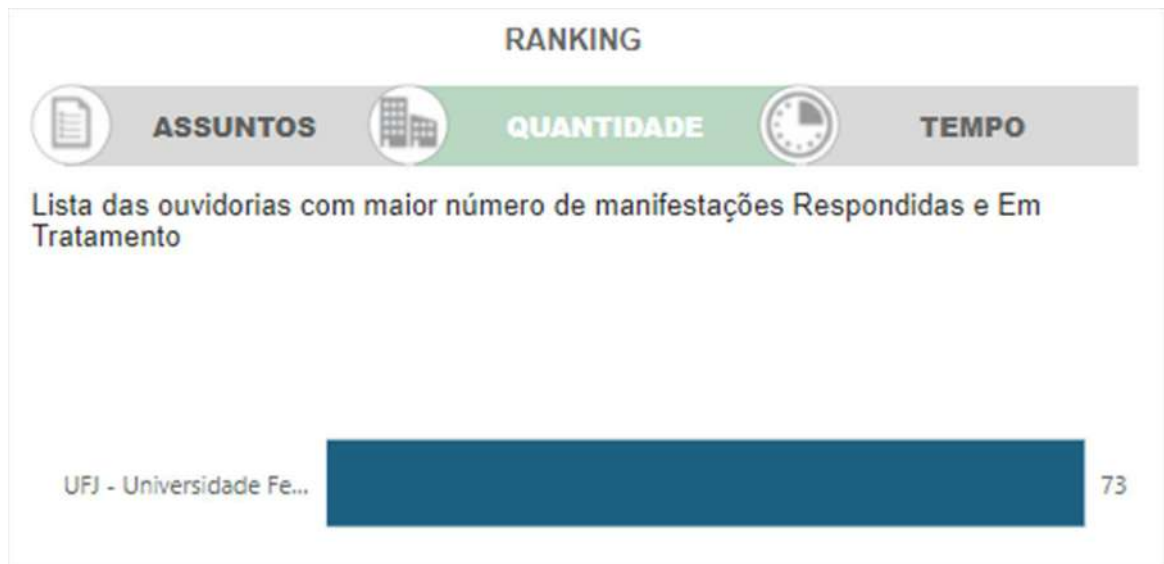 RANKING
ASSUNTOS
QUANTIDADE
TEMPO
Lista das ouvidorias com maior número de manifestações Respondidas e Em
Tratamento
UFJ - Universidade Fe...
73